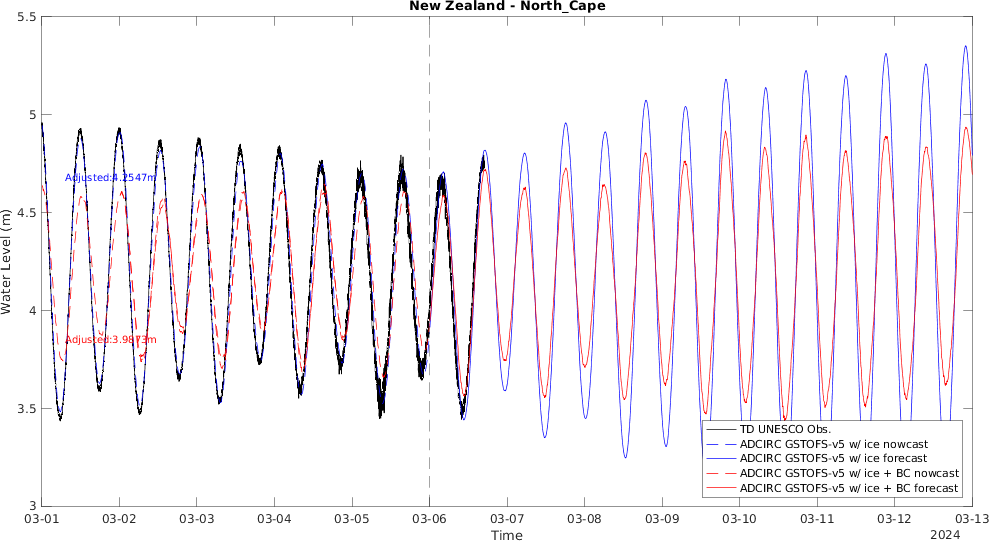 New Zealand - North_Cape
5.5
5
4.5
4
3.5
3
Water Level (m)
Adjusted:4.2547m
Adjusted:3.9873m
TD UNESCO Obs.
ADCIRC GSTOFS-v5 w/ ice nowcast
ADCIRC GSTOFS-v5 w/ ice forecast
ADCIRC GSTOFS-v5 w/ ice + BC nowcast
ADCIRC GSTOFS-v5 w/ ice + BC forecast
03-01 03-02 03-03 03-04 03-05 03-06 03-07 03-08 03-09 03-10 03-11 03-12 03-13
Time
2024